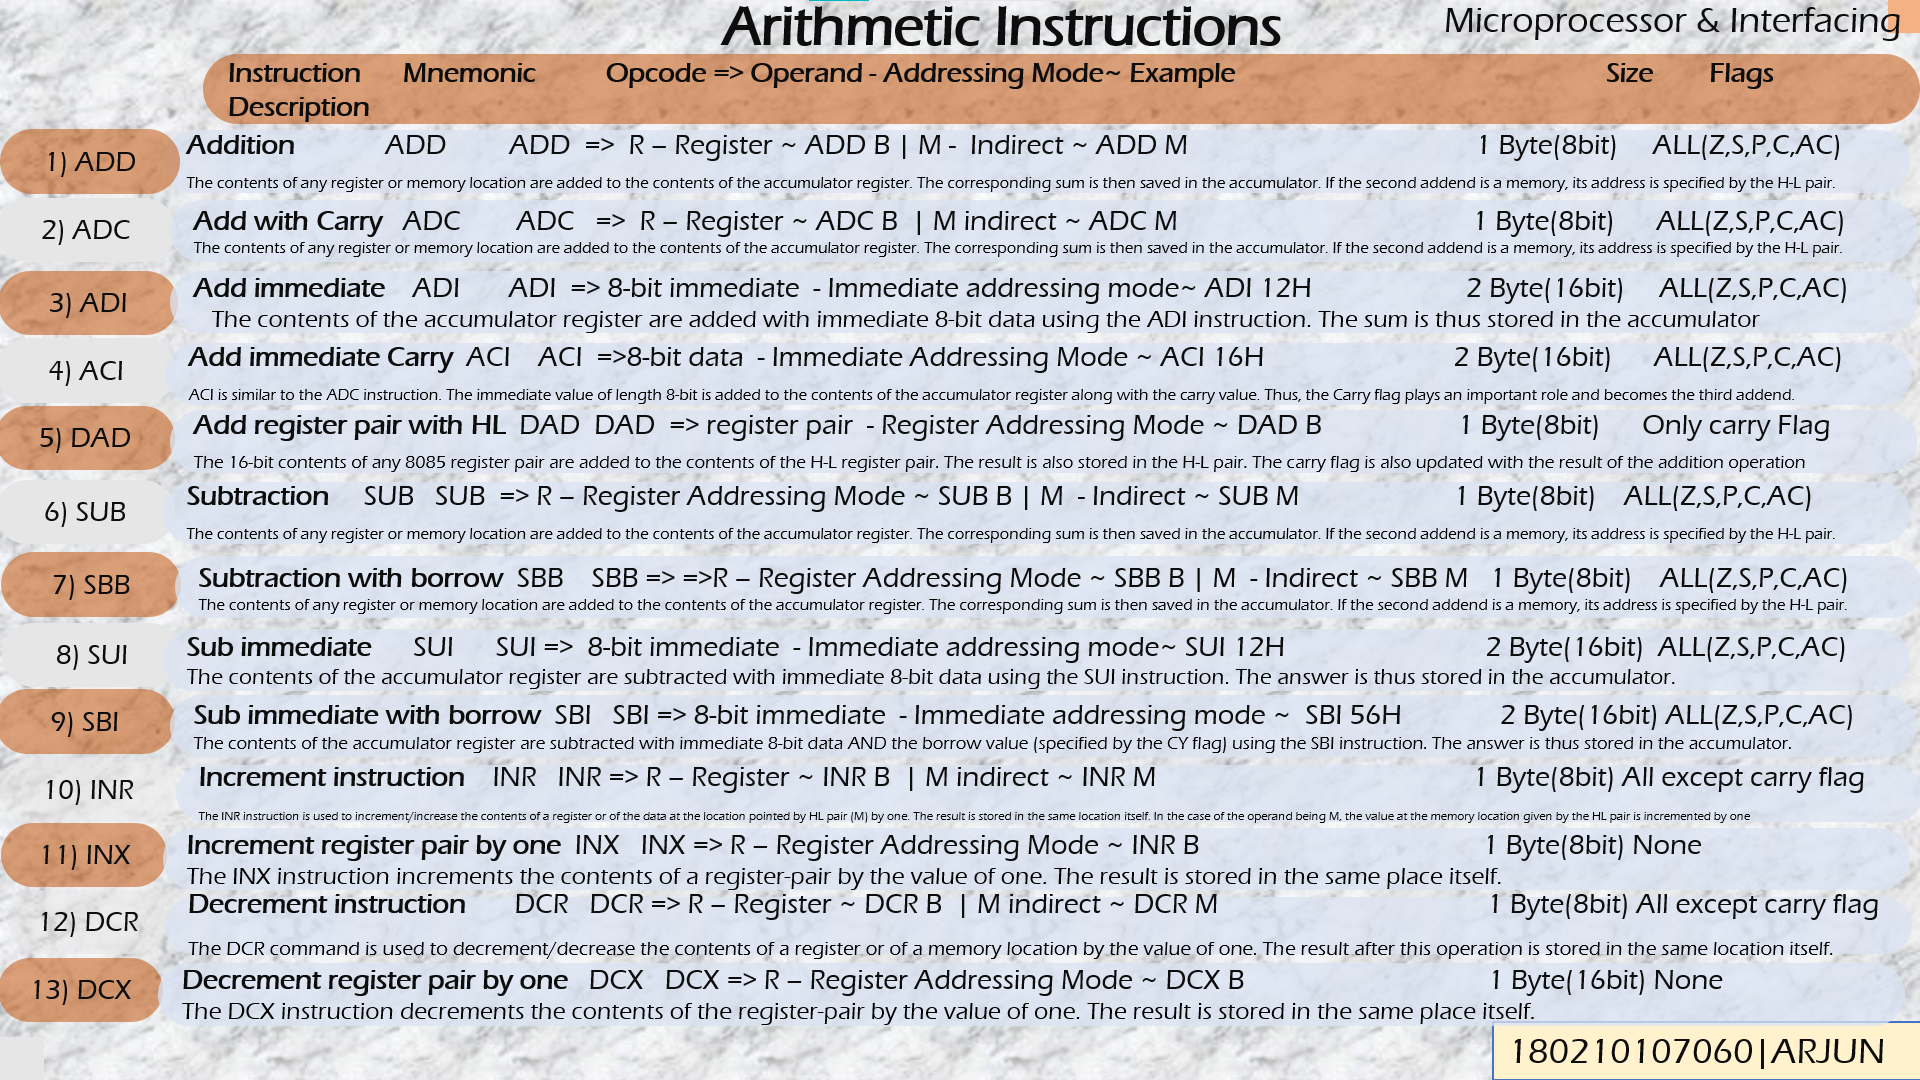 Arithmetic Instructions
Microprocessor & Interfacing
Instruction Mnemonic Opcode => Operand - Addressing Mode~ Example Size Flags
Description
1) ADD
Addition ADD ADD => R – Register ~ ADD B | M - Indirect ~ ADD M 1 Byte(8bit) ALL(Z,S,P,C,AC)
The contents of any register or memory location are added to the contents of the accumulator register. The corresponding sum is then saved in the accumulator. If the second addend is a memory, its address is specified by the H-L pair.
2) ADC
Add with Carry ADC ADC => R – Register ~ ADC B | M indirect ~ ADC M 1 Byte(8bit) ALL(Z,S,P,C,AC)
The contents of any register or memory location are added to the contents of the accumulator register. The corresponding sum is then saved in the accumulator. If the second addend is a memory, its address is specified by the H-L pair.
3) ADI
Add immediate ADI ADI => 8-bit immediate - Immediate addressing mode~ ADI 12H 2 Byte(16bit) ALL(Z,S,P,C,AC)
The contents of the accumulator register are added with immediate 8-bit data using the ADI instruction. The sum is thus stored in the accumulator
4) ACI
Add immediate Carry ACI ACI =>8-bit data - Immediate Addressing Mode ~ ACI 16H 2 Byte(16bit) ALL(Z,S,P,C,AC)
ACI is similar to the ADC instruction. The immediate value of length 8-bit is added to the contents of the accumulator register along with the carry value. Thus, the Carry flag plays an important role and becomes the third addend.
5) DAD
Add register pair with HL DAD DAD => register pair - Register Addressing Mode ~ DAD B 1 Byte(8bit) Only carry Flag
The 16-bit contents of any 8085 register pair are added to the contents of the H-L register pair. The result is also stored in the H-L pair. The carry flag is also updated with the result of the addition operation
6) SUB
Subtraction SUB SUB => R – Register Addressing Mode ~ SUB B | M - Indirect ~ SUB M 1 Byte(8bit) ALL(Z,S,P,C,AC)
The contents of any register or memory location are added to the contents of the accumulator register. The corresponding sum is then saved in the accumulator. If the second addend is a memory, its address is specified by the H-L pair.
7) SBB
Subtraction with borrow SBB SBB => =>R – Register Addressing Mode ~ SBB B | M - Indirect ~ SBB M 1 Byte(8bit) ALL(Z,S,P,C,AC)
The contents of any register or memory location are added to the contents of the accumulator register. The corresponding sum is then saved in the accumulator. If the second addend is a memory, its address is specified by the H-L pair.
8) SUI
Sub immediate SUI SUI => 8-bit immediate - Immediate addressing mode~ SUI 12H 2 Byte(16bit) ALL(Z,S,P,C,AC)
The contents of the accumulator register are subtracted with immediate 8-bit data using the SUI instruction. The answer is thus stored in the accumulator.
9) SBI
Sub immediate with borrow SBI SBI => 8-bit immediate - Immediate addressing mode ~ SBI 56H 2 Byte(16bit) ALL(Z,S,P,C,AC)
The contents of the accumulator register are subtracted with immediate 8-bit data AND the borrow value (specified by the CY flag) using the SBI instruction. The answer is thus stored in the accumulator.
10) INR
Increment instruction INR INR => R – Register ~ INR B | M indirect ~ INR M 1 Byte(8bit) All except carry flag
The INR instruction is used to increment/increase the contents of a register or of the data at the location pointed by HL pair (M) by one. The result is stored in the same location itself. In the case of the operand being M, the value at the memory location given by the HL pair is incremented by one
11) INX
Increment register pair by one INX INX => R – Register Addressing Mode ~ INR B 1 Byte(8bit) None
The INX instruction increments the contents of a register-pair by the value of one. The result is stored in the same place itself.
12) DCR
Decrement instruction DCR DCR => R – Register ~ DCR B | M indirect ~ DCR M 1 Byte(8bit) All except carry flag
The DCR command is used to decrement/decrease the contents of a register or of a memory location by the value of one. The result after this operation is stored in the same location itself.
13) DCX
Decrement register pair by one DCX DCX => R – Register Addressing Mode ~ DCX B 1 Byte(16bit) None
The DCX instruction decrements the contents of the register-pair by the value of one. The result is stored in the same place itself.
180210107060|ARJUN